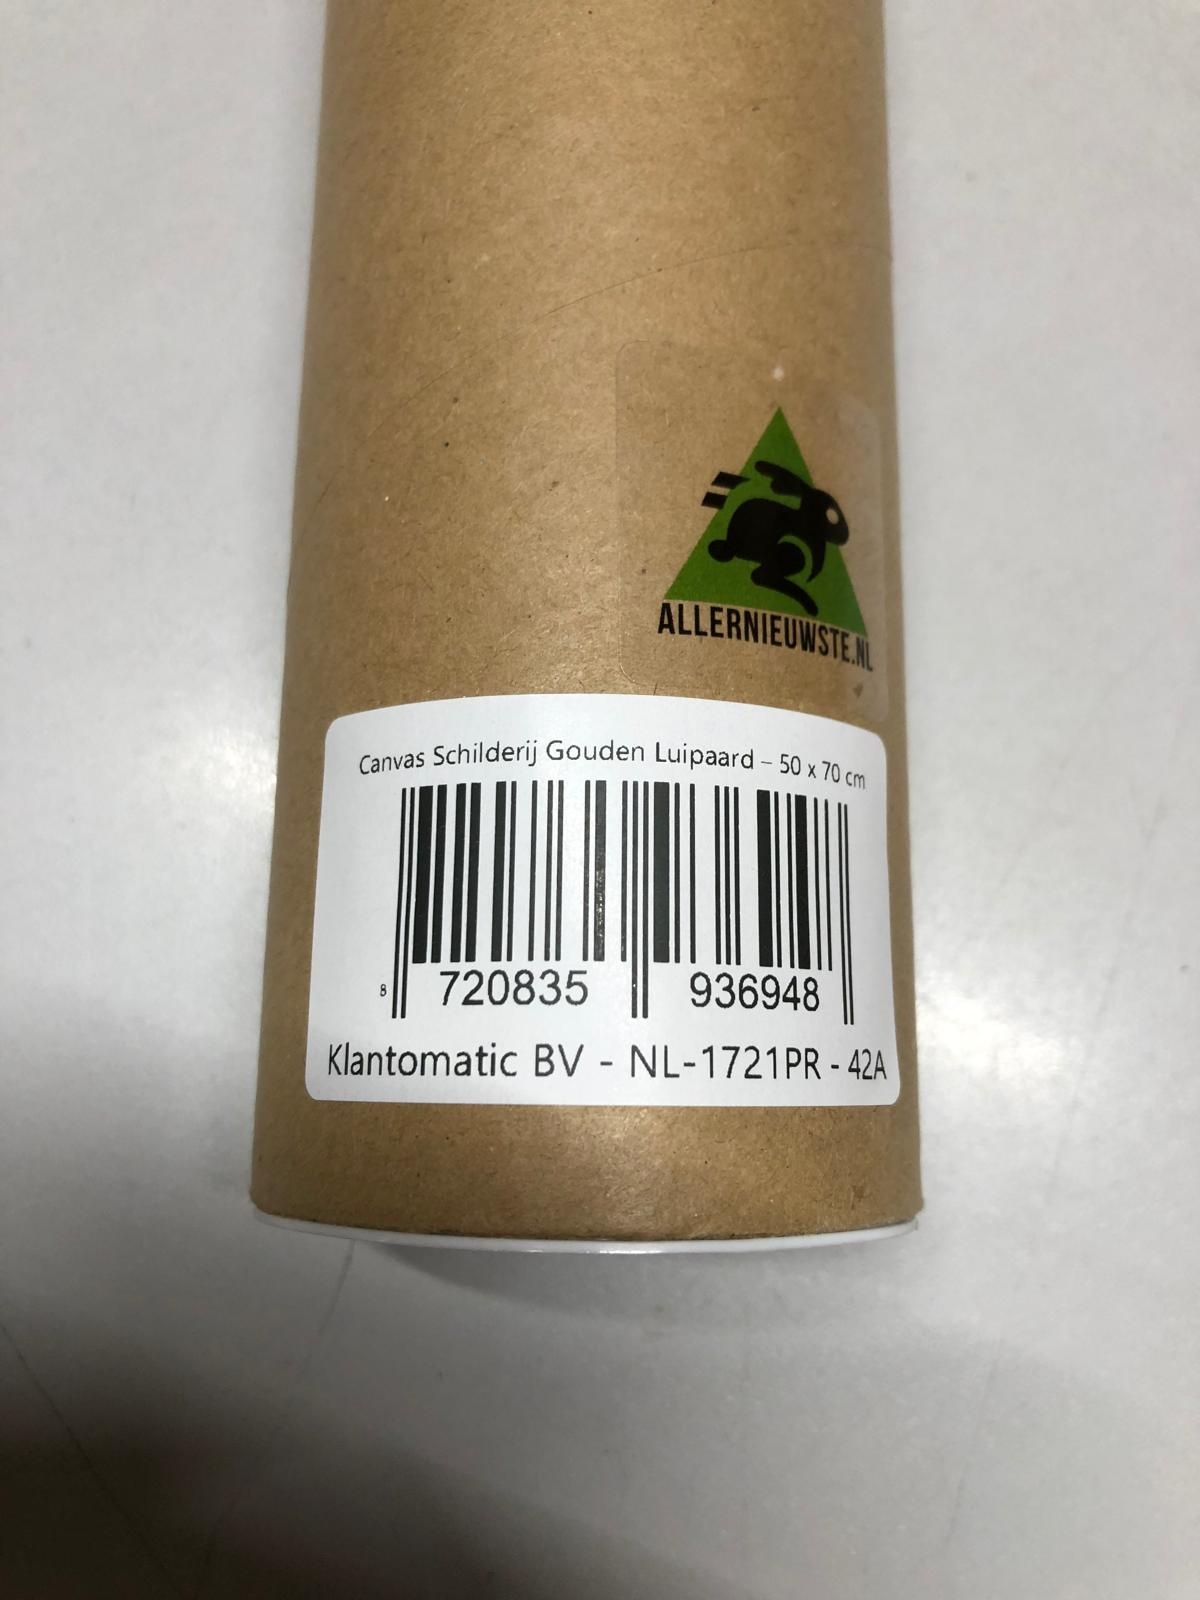 ALLERNIEUWSTE.NL
Canvas Schilderij Gouden Luipaard – 50 x 70 cm
8 720835 936948
Klantomatic BV - NL-1721PR - 42A